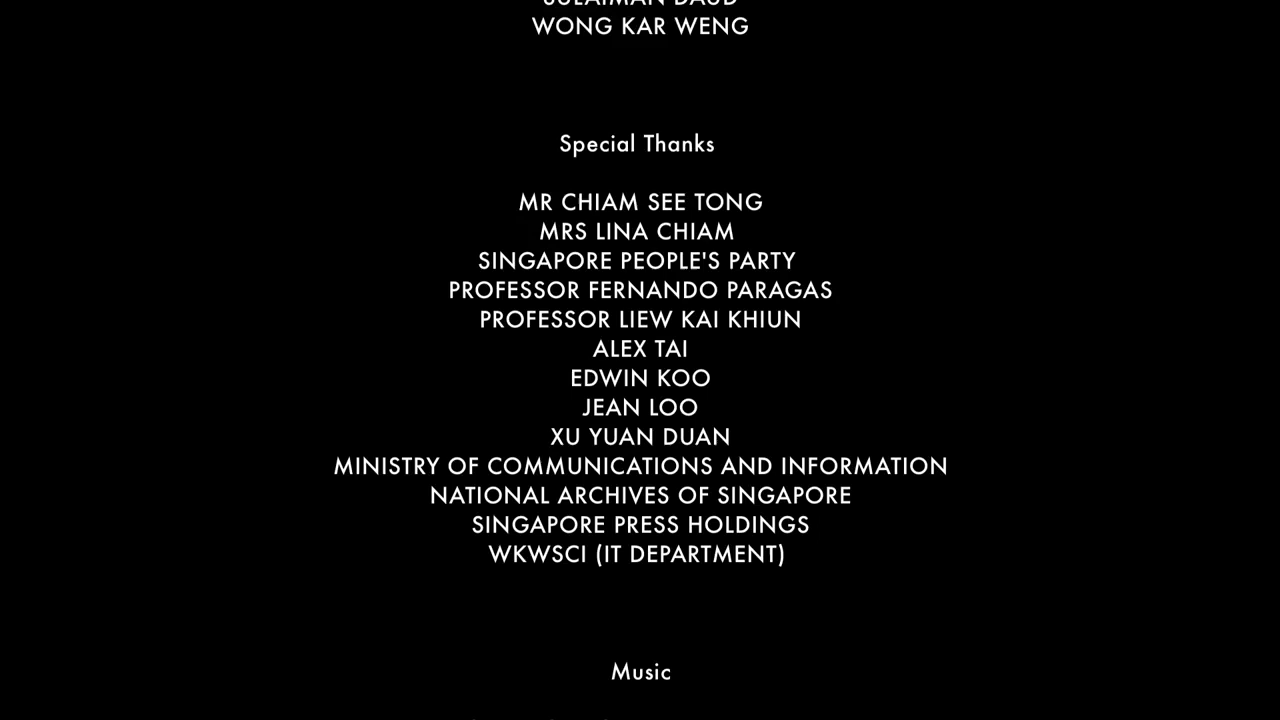 SULAIMAN DAUD
WONG KAR WENG
Special Thanks
MR CHIAM SEE TONG
MRS LINA CHIAM
SINGAPORE PEOPLE'S PARTY
PROFESSOR FERNANDO PARAGAS
PROFESSOR LIEW KAI KHIUN
ALEX TAI
EDWIN KOO
JEAN LOO
XU YUAN DUAN
MINISTRY OF COMMUNICATIONS AND INFORMATION
NATIONAL ARCHIVES OF SINGAPORE
SINGAPORE PRESS HOLDINGS
WKWSCI (IT DEPARTMENT)
Music